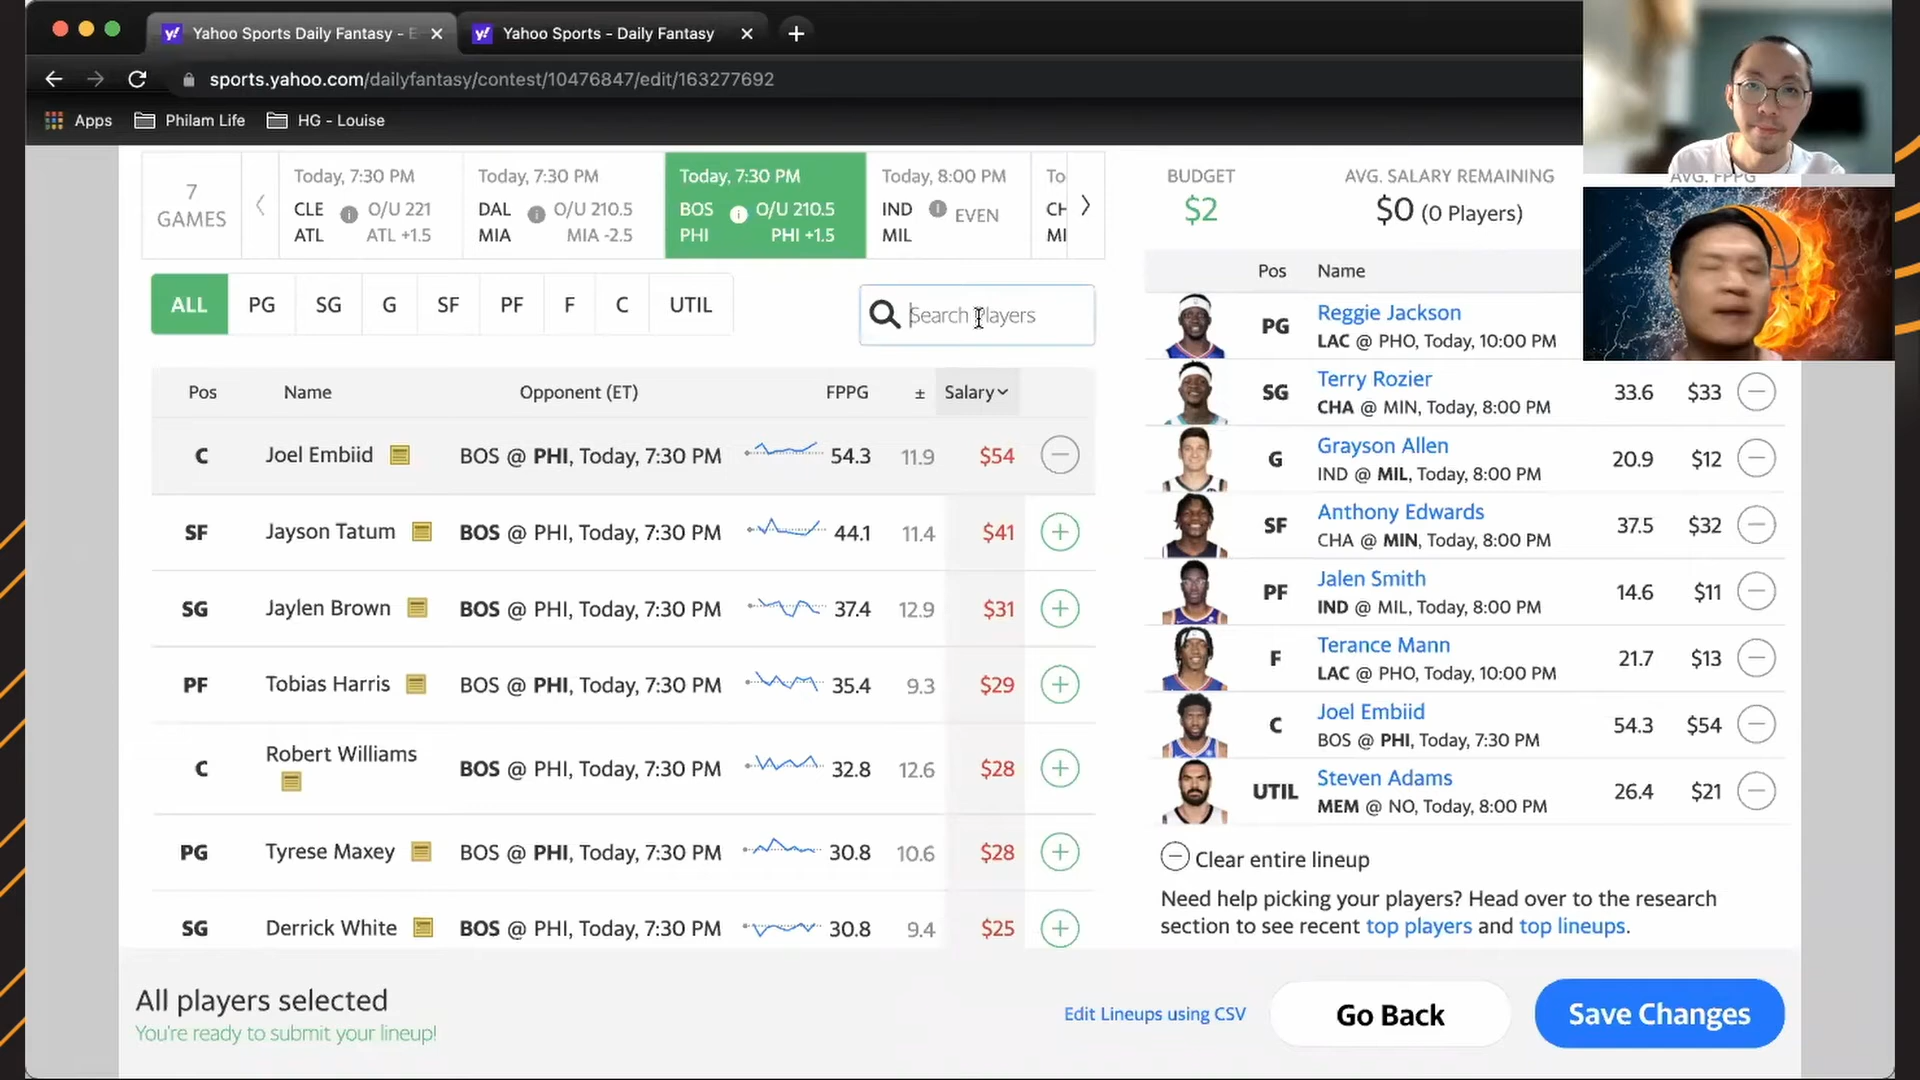 Yahoo Sports Daily Fantasy - E
Yahoo Sports - Daily Fantasy
sports.yahoo.com/dailyfantasy/contest/10476847/edit/163277692
Apps
Philam Life
HG - Louise
7
GAMES
Today, 7:30 PM
CLE
O/U 221
ATL
ATL +1.5
Today, 7:30 PM
DAL
O/U 210.5
MIA
MIA -2.5
Today, 7:30 PM
BOS
O/U 210.5
PHI
PHI +1.5
Today, 8:00 PM
IND
EVEN
MIL
To
CH
MI
ALL
PG
SG
G
SF
PF
F
C
UTIL
Search Players
Pos Name Opponent (ET) FPPG ± Salary
C Joel Embiid BOS @ PHI, Today, 7:30 PM 54.3 11.9 $54
SF Jayson Tatum BOS @ PHI, Today, 7:30 PM 44.1 11.4 $41
SG Jaylen Brown BOS @ PHI, Today, 7:30 PM 37.4 12.9 $31
PF Tobias Harris BOS @ PHI, Today, 7:30 PM 35.4 9.3 $29
C Robert Williams BOS @ PHI, Today, 7:30 PM 32.8 12.6 $28
PG Tyrese Maxey BOS @ PHI, Today, 7:30 PM 30.8 10.6 $28
SG Derrick White BOS @ PHI, Today, 7:30 PM 30.8 9.4 $25
BUDGET
$2
AVG. SALARY REMAINING
$0 (0 Players)
AVG. FPPG
Pos Name
PG Reggie Jackson
LAC @ PHO, Today, 10:00 PM
SG Terry Rozier 33.6 $33
CHA @ MIN, Today, 8:00 PM
G Grayson Allen 20.9 $12
IND @ MIL, Today, 8:00 PM
SF Anthony Edwards 37.5 $32
CHA @ MIN, Today, 8:00 PM
PF Jalen Smith 14.6 $11
IND @ MIL, Today, 8:00 PM
F Terance Mann 21.7 $13
LAC @ PHO, Today, 10:00 PM
C Joel Embiid 54.3 $54
BOS @ PHI, Today, 7:30 PM
UTIL Steven Adams 26.4 $21
MEM @ NO, Today, 8:00 PM
Clear entire lineup
Need help picking your players? Head over to the research
section to see recent top players and top lineups.
All players selected
You're ready to submit your lineup!
Edit Lineups using CSV
Go Back
Save Changes